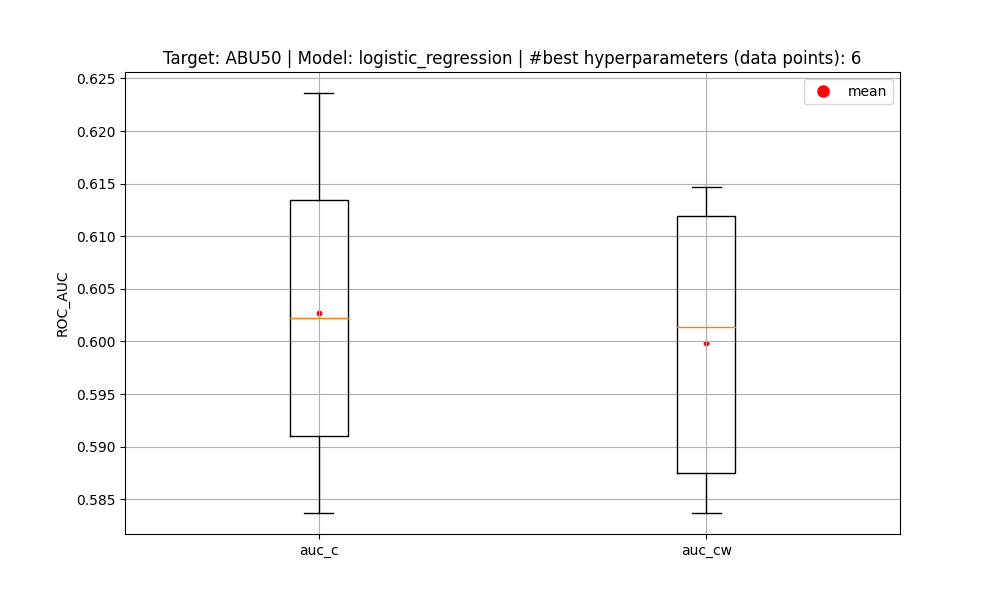 Target: ABU50 | Model: logistic_regression | #best hyperparameters (data points): 6
mean
ROC_AUC
0.625
0.620
0.615
0.610
0.605
0.600
0.595
0.590
0.585
auc_c
auc_cw